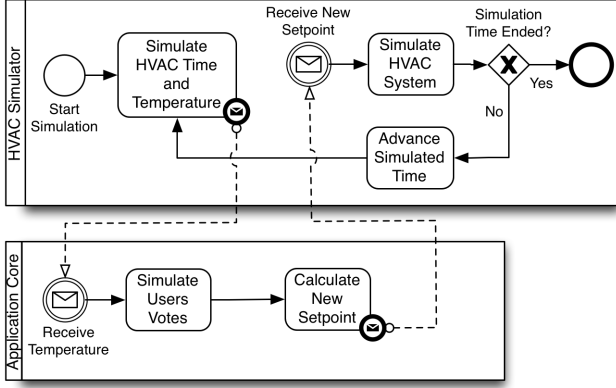 HVAC Simulator
Start
Simulation
Simulate
HVAC Time
and
Temperature
Receive New
Setpoint
Simulate
HVAC
System
Simulation
Time Ended?
X
Yes
No
Advance
Simulated
Time
Application Core
Receive
Temperature
Simulate
Users
Votes
Calculate
New
Setpoint